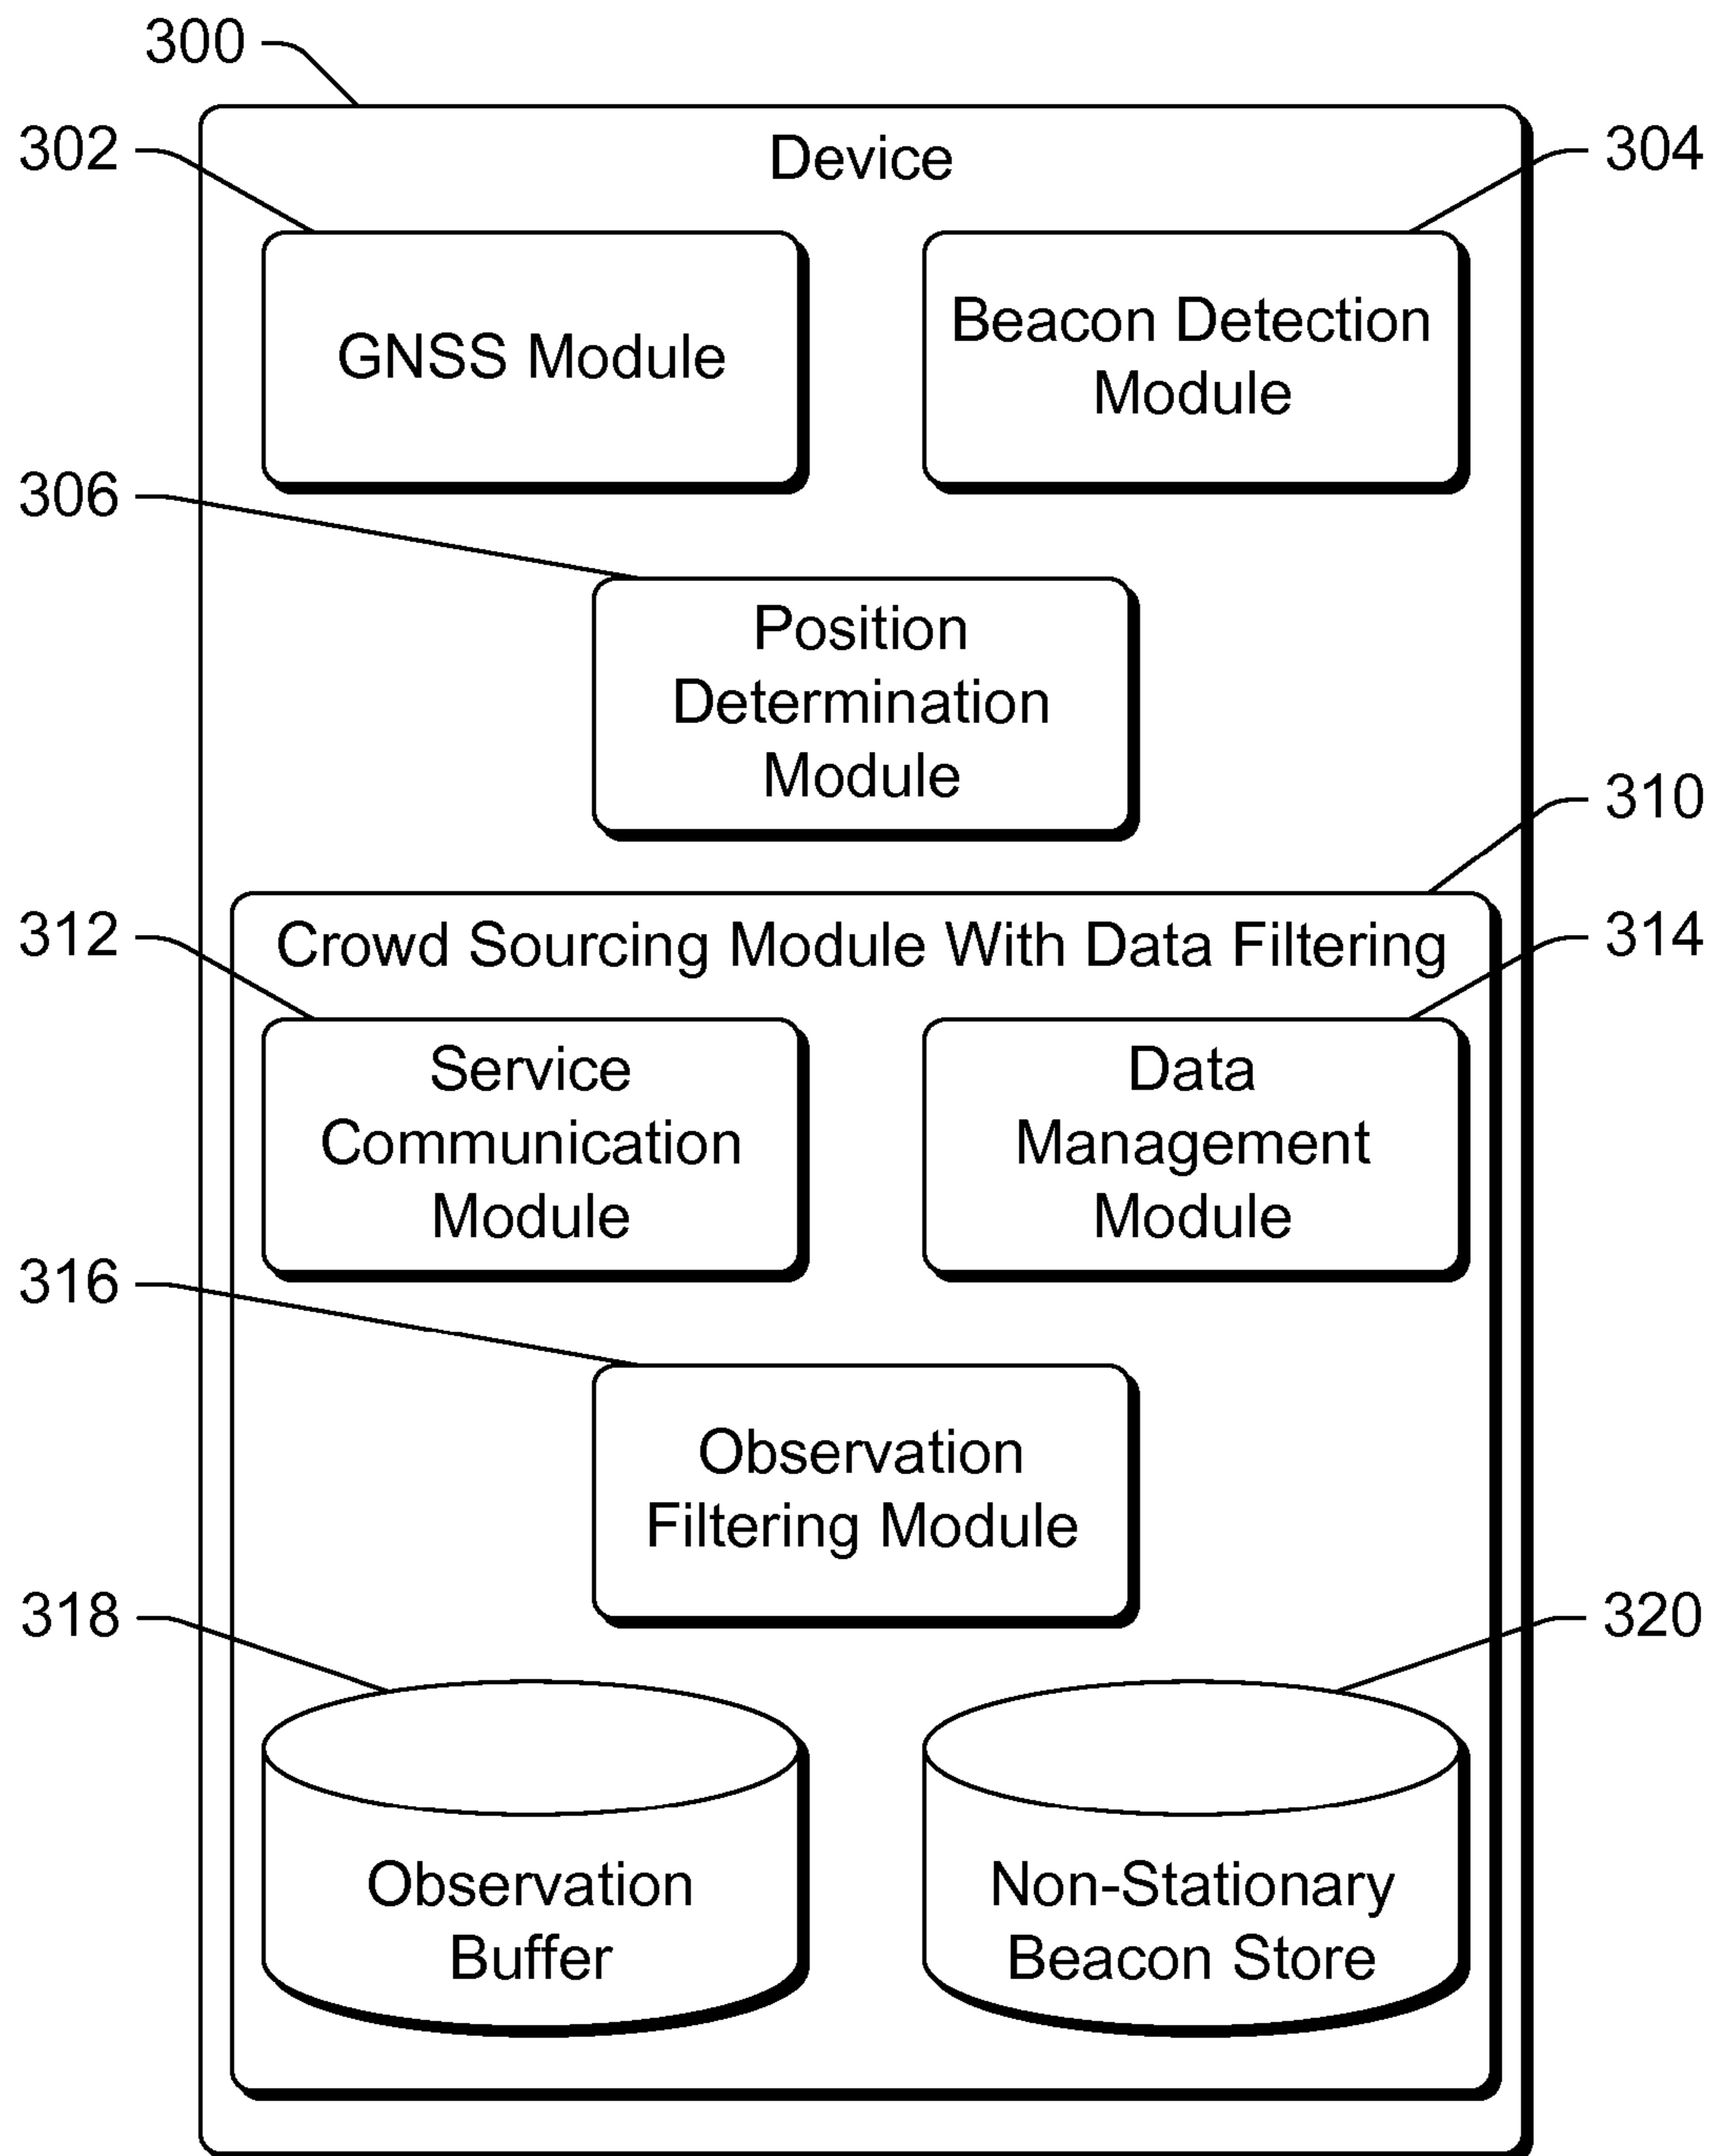 300
302
Device
304
GNSS Module
Beacon Detection
Module
306
Position
Determination
Module
310
312
Crowd Sourcing Module With Data Filtering
314
Service
Communication
Module
Data
Management
Module
316
Observation
Filtering Module
318
320
Observation
Buffer
Non-Stationary
Beacon Store